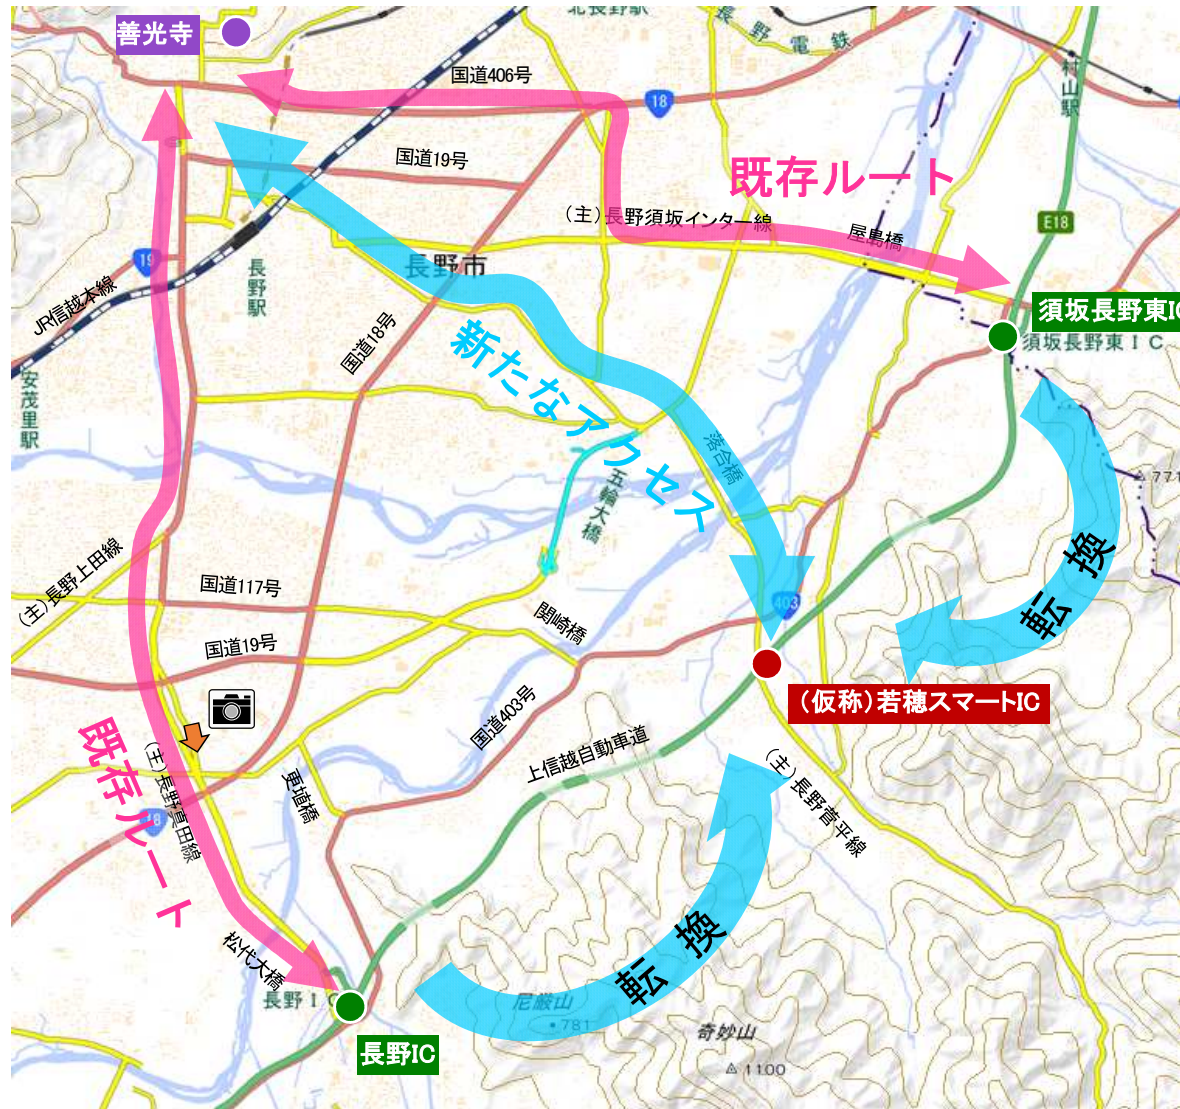 善光寺
北長野駅
長野電鉄
国道406号
18
村山駅
国道19号
既存ルート
(主)長野須坂インター線
屋島橋
E18
19
長野駅
長野市
JR信越本線
須坂長野東IC
須坂長野東IC
国道18号
新たなアクセス
安茂里駅
落合橋
771
五輪大橋
転換
(主)長野上田線
国道117号
403
関崎橋
国道19号
(仮称)若穂スマートIC
国道403号
既存ルート
(主)長野真田線
上信越自動車道
(主)長野菅平線
更埴橋
18
転換
松代大橋
長野IC
尼厳山
781
奇妙山
1100
長野IC